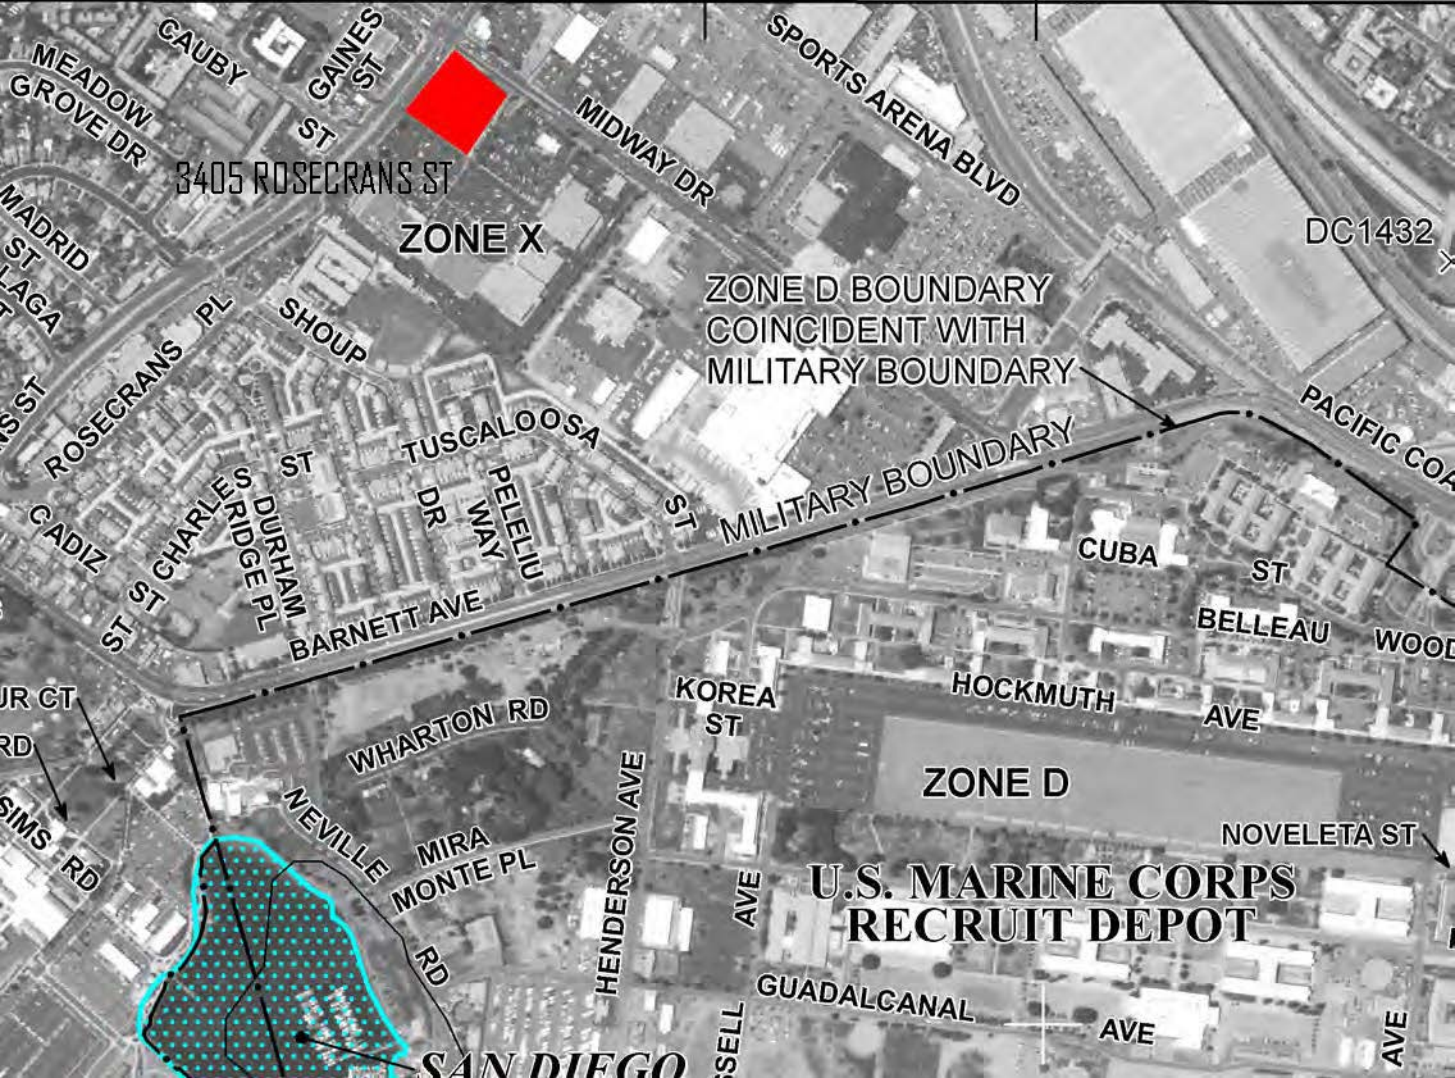 CAUBY
ST
GAINES
ST
MEADOW
GROVE DR
3405 ROSECRANS ST
MADRID
ST
ZONE X
MIDWAY DR
SPORTS ARENA BLVD
DC1432
ZONE D BOUNDARY
COINCIDENT WITH
MILITARY BOUNDARY
PACIFIC COA
ROSECRANS PL
SHOUP
ST
LAGA
NS ST
TUSCALOOSA
ST
CADIZ
ST
CHARLES
ST
DURHAM
RIDGE PL
DR
PELELIU
WAY
MILITARY BOUNDARY
BARNETT AVE
CUBA
ST
BELLEAU
WOOD
UR CT
RD
SIMS RD
WHARTON RD
KOREA
ST
HOCKMUTH
AVE
ZONE D
NOVELETA ST
NEVILLE
RD
MIRA
MONTE PL
HENDERSON AVE
AVE
SSELL
U.S. MARINE CORPS
RECRUIT DEPOT
GUADALCANAL
AVE
AVE
SAN DIEGO